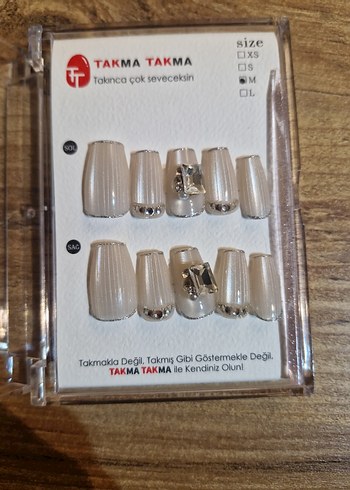 TT
TAKMA TAKMA
Takınca çok seveceksin
size
XS
S
M
L
SOL
SAĞ
Takmakla Değil, Takmış Gibi Göstermekle Değil,
TAKMA TAKMA ile Kendiniz Olun!